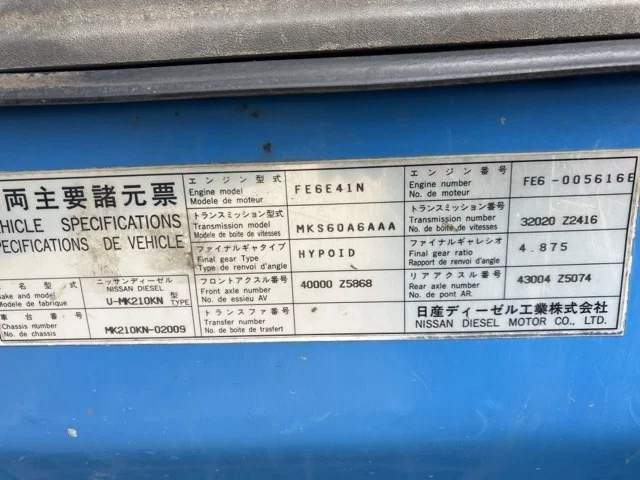 両主要諸元票
HICLE SPECIFICATIONS
PECIFICATIONS DE VEHICLE
車名型式
Make and model
Modele de fabrique
ニッサンディーゼル
NISSAN DIESEL
U-MK210KN 型 TYPE
車台番号
Chassis number
No. de chassis
MK210KN-02009
エンジン型式
Engine model
Modele de moteur
FE6E41N
トランスミッション型式
Transmission model
Modele de boite de vitesses
MKS60A6AAA
ファイナルギヤタイプ
Final gear Type
Type de renvoi d'angle
HYPOID
フロントアクスル番号
Front axle number
No. de essieu AV
40000 Z5868
トランスファ番号
Transfer number
No. de boite de trasfert
エンジン番号
Engine number
No. de moteur
FE6-005616E
トランスミッション番号
Transmission number
No. de boite de vitesses
32020 Z2416
ファイナルギヤレシオ
Final gear ratio
Rapport de renvoi d'angle
4.875
リアアクスル番号
Rear axle number
No. de pont AR.
43004 Z5074
日産ディーゼル工業株式会社
NISSAN DIESEL MOTOR CO., LTD.